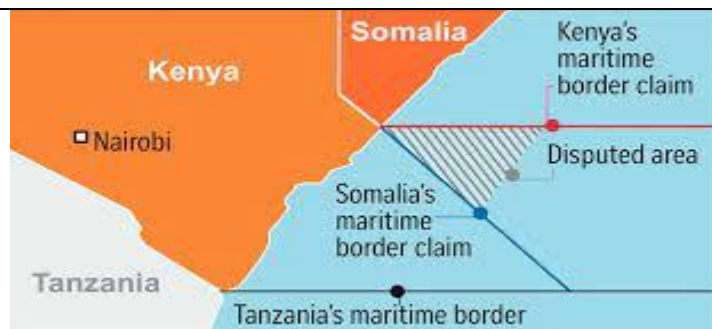 Somalia
Kenya's
maritime
border claim
Kenya
Nairobi
Disputed area
Somalia's
maritime
border claim
Tanzania
Tanzania's maritime border